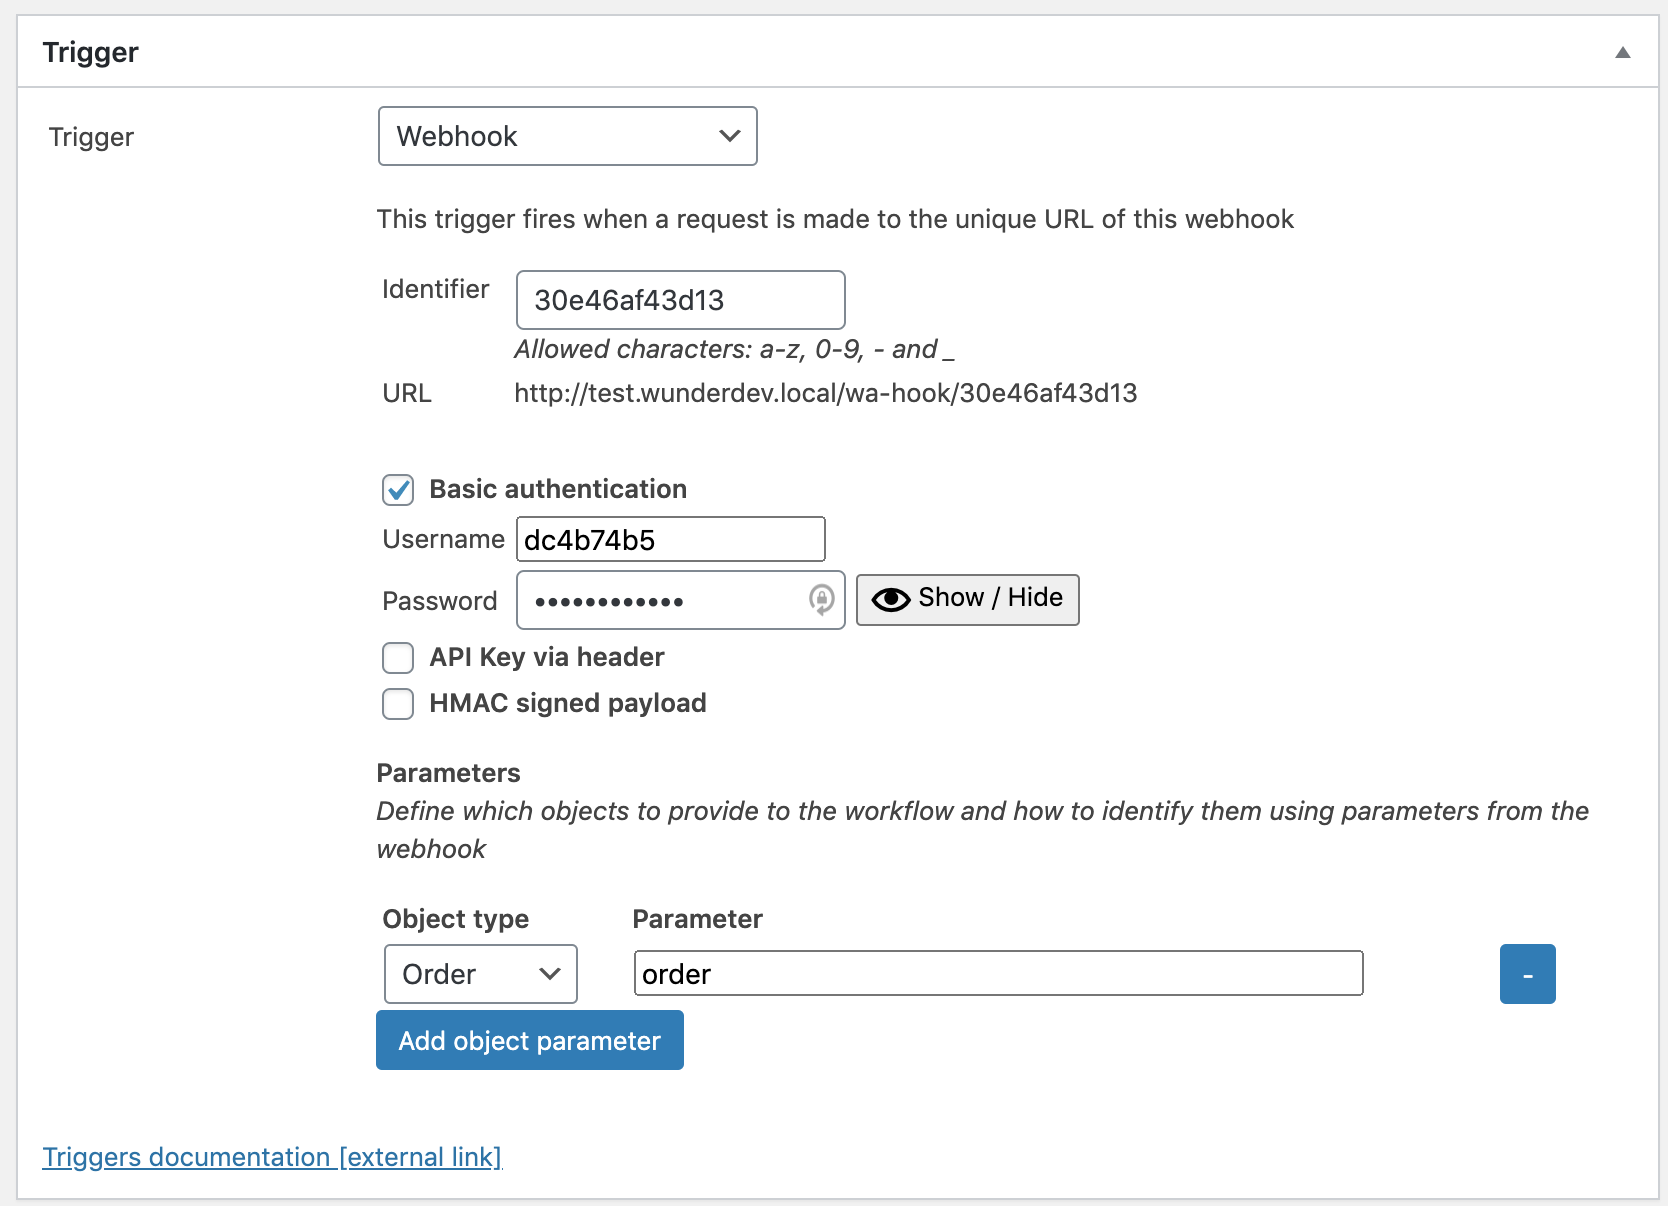 Trigger
Trigger
Webhook
This trigger fires when a request is made to the unique URL of this webhook
Identifier
30e46af43d13
Allowed characters: a-z, 0-9, - and _
URL
http://test.wunderdev.local/wa-hook/30e46af43d13
Basic authentication
Username
dc4b74b5
Password
••••••••••••
Show / Hide
API Key via header
HMAC signed payload
Parameters
Define which objects to provide to the workflow and how to identify them using parameters from the
webhook
Object type
Parameter
Order
order
-
Add object parameter
Triggers documentation [external link]